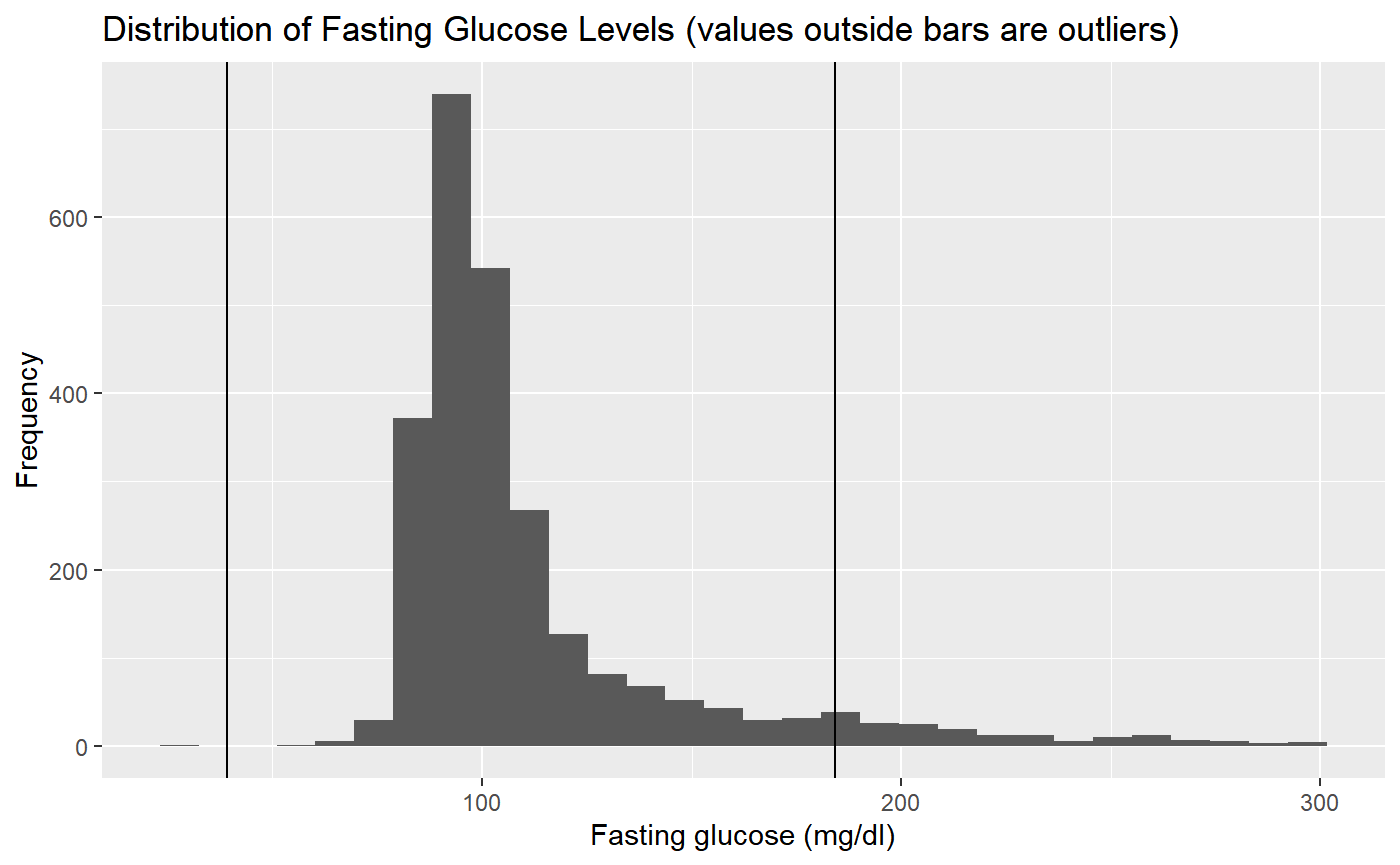 Distribution of Fasting Glucose Levels (values outside bars are outliers)
Frequency
600
400
200
0
100 200 300
Fasting glucose (mg/dl)